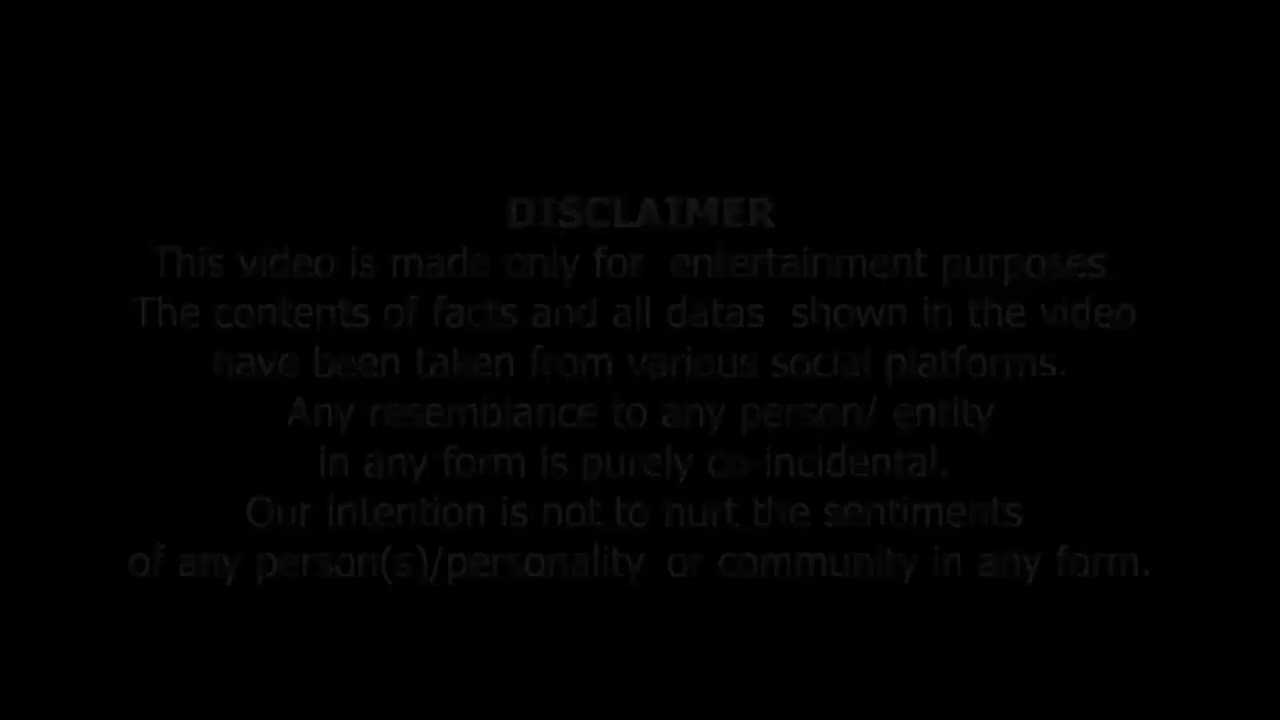 DISCLAIMER
This video is made only for entertainment purposes.
The contents of facts and all datas shown in the video
have been taken from various social platforms.
Any resemblance to any person/ entity
in any form is purely co-incidental.
Our intention is not to hurt the sentiments
of any person(s)/personality or community in any form.